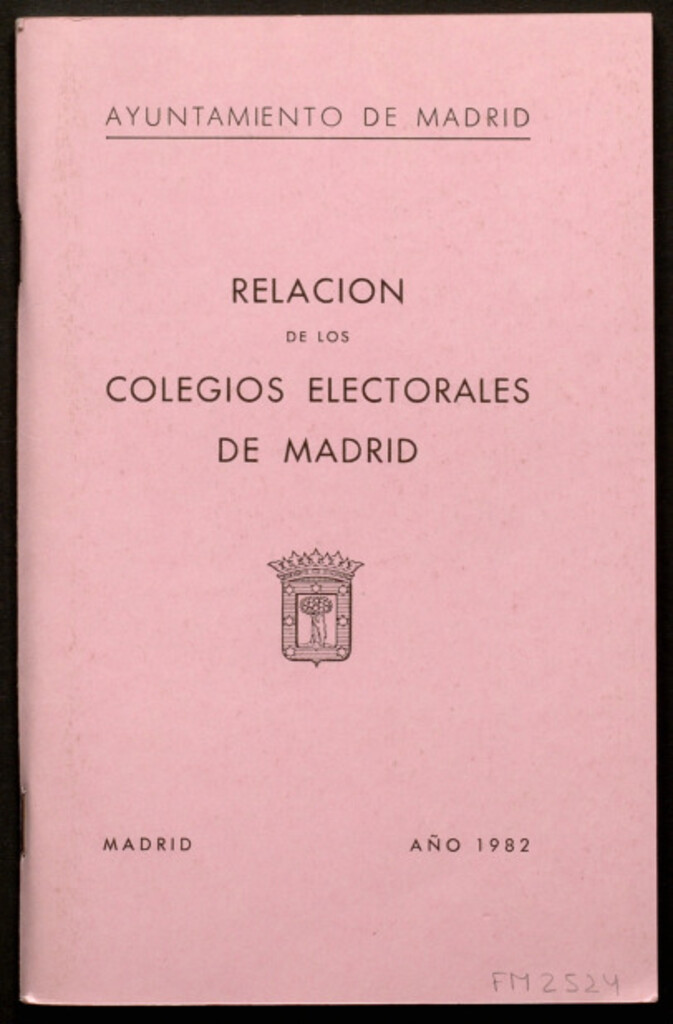 AYUNTAMIENTO DE MADRID
RELACION
DE LOS
COLEGIOS ELECTORALES
DE MADRID
MADRID AÑO 1982
FM 2524